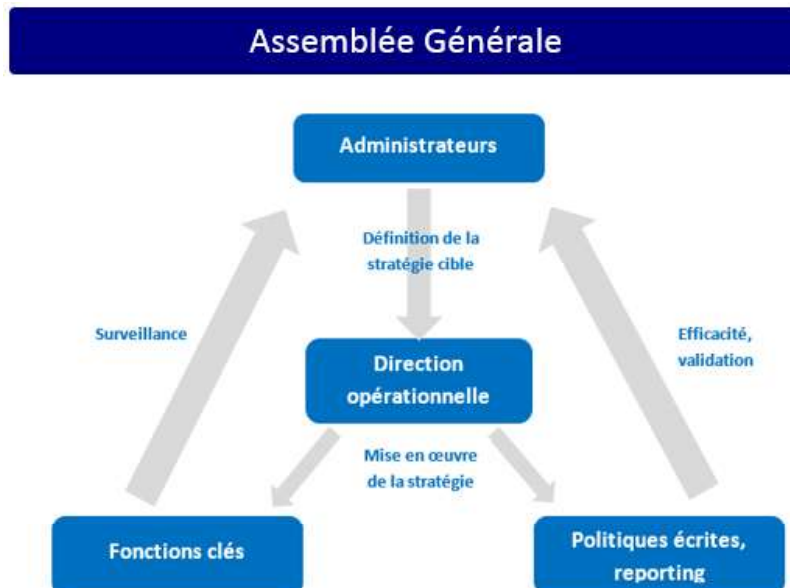 Assemblée Générale
Administrateurs
Définition de la
stratégie cible
Surveillance
Efficacité,
validation
Direction
opérationnelle
Mise en œuvre
de la stratégie
Fonctions clés
Politiques écrites,
reporting